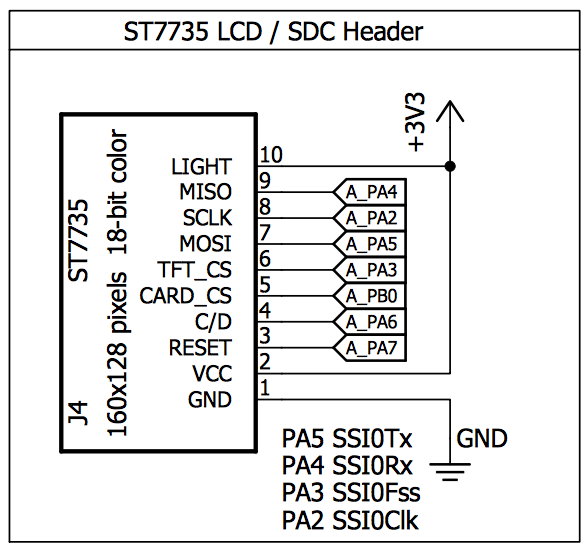 ST7735 LCD / SDC Header
+3V3
J4 ST7735
160x128 pixels 18-bit color
LIGHT 10
MISO 9 A_PA4
SCLK 8 A_PA2
MOSI 7 A_PA5
TFT_CS 6 A_PA3
CARD_CS 5 A_PB0
C/D 4 A_PA6
RESET 3 A_PA7
VCC 2
GND 1
PA5 SSI0Tx GND
PA4 SSI0Rx
PA3 SSI0Fss
PA2 SSI0Clk